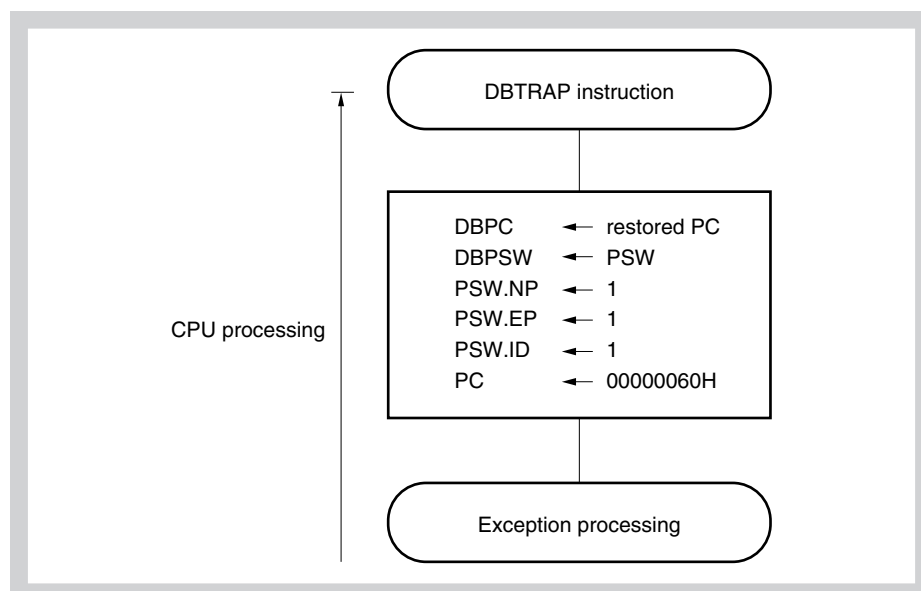 DBTRAP instruction
DBPC ← restored PC
DBPSW ← PSW
PSW.NP ← 1
PSW.EP ← 1
PSW.ID ← 1
PC ← 00000060H
CPU processing
Exception processing